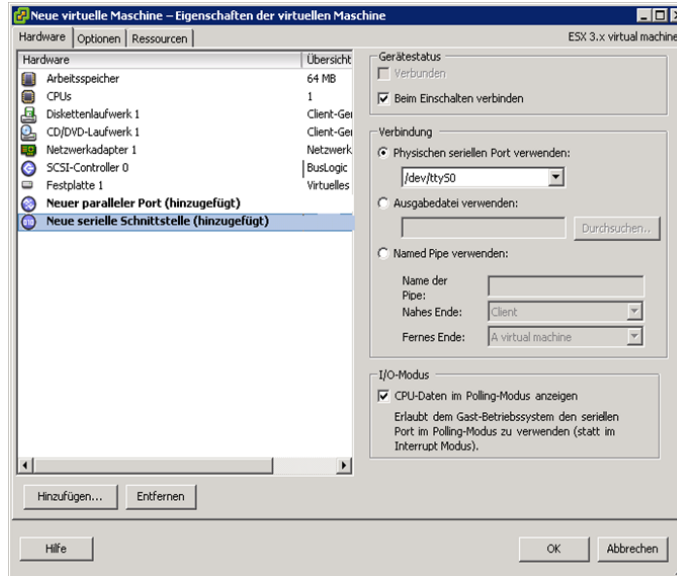 Neue virtuelle Maschine – Eigenschaften der virtuellen Maschine
Hardware Optionen Ressourcen ESX 3.x virtual machine
Hardware Übersicht
Arbeitsspeicher 64 MB
CPUs 1
Diskettenlaufwerk 1 Client-Ger
CD/DVD-Laufwerk 1 Client-Ger
Netzwerkadapter 1 Netzwerk
SCSI-Controller 0 BusLogic
Festplatte 1 Virtuelles
Neuer paralleler Port (hinzugefügt)
Neue serielle Schnittstelle (hinzugefügt)
Hinzufügen... Entfernen
Gerätestatus
Verbunden
Beim Einschalten verbinden
Verbindung
Physischen seriellen Port verwenden:
/dev/ttyS0
Ausgabedatei verwenden:
Durchsuchen..
Named Pipe verwenden:
Name der
Pipe:
Nahes Ende: Client
Fernes Ende: A virtual machine
I/O-Modus
CPU-Daten im Polling-Modus anzeigen
Erlaubt dem Gast-Betriebssystem den seriellen
Port im Polling-Modus zu verwenden (statt im
Interrupt Modus).
Hilfe OK Abbrechen